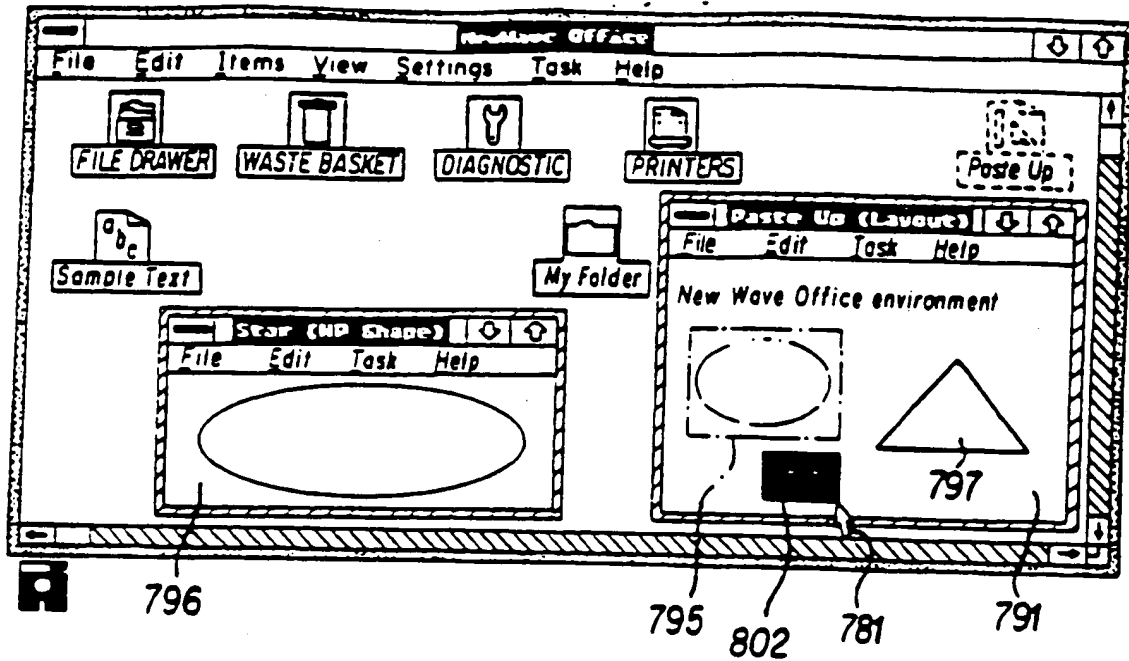 NewWave Office
File Edit Items View Settings Task Help
FILE DRAWER WASTE BASKET DIAGNOSTIC PRINTERS Paste Up
abc
Sample Text
My Folder
Paste Up (Layout)
File Edit Task Help
New Wave Office environment
Star (HP Shape)
File Edit Task Help
797
796
795
802
781
791